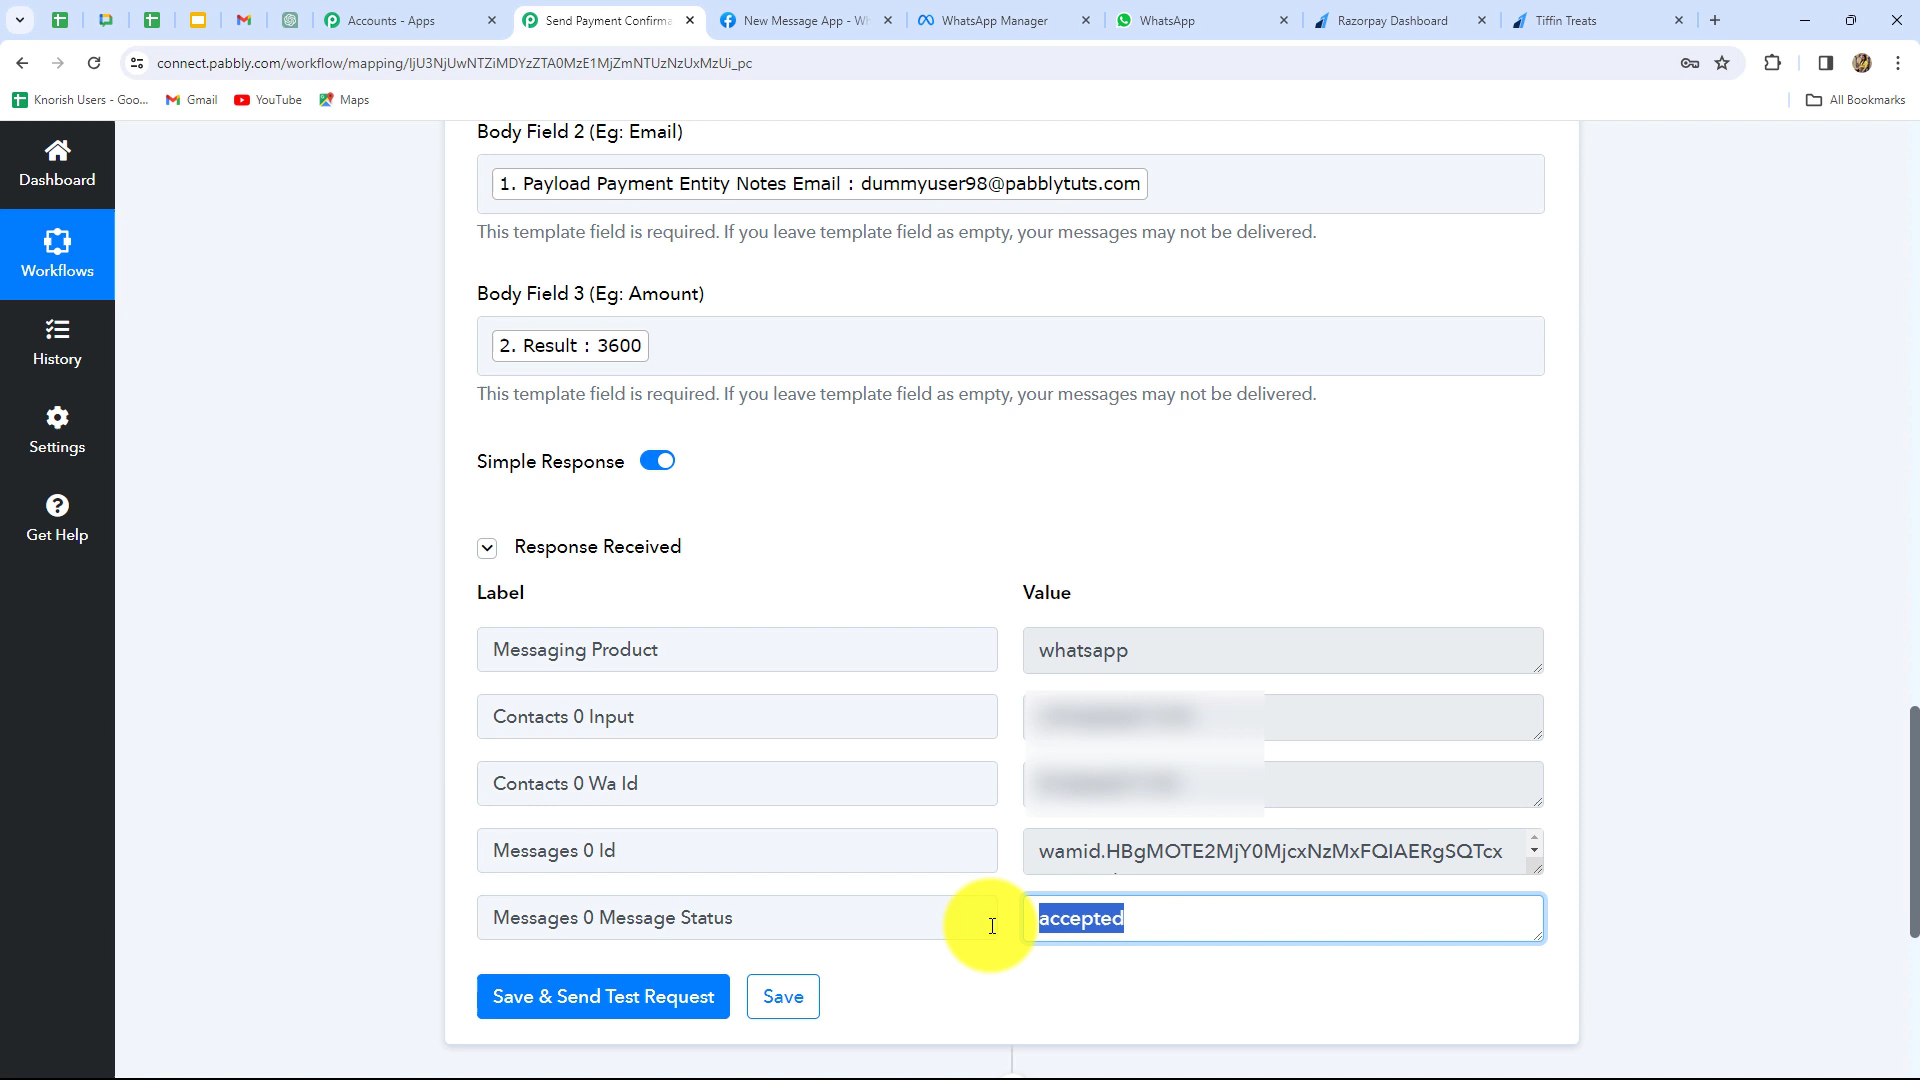 Accounts - Apps
Send Payment Confirma
New Message App - Wh
WhatsApp Manager
WhatsApp
Razorpay Dashboard
Tiffin Treats
connect.pabbly.com/workflow/mapping/IjU3NjUwNTZiMDYzZTA0MzE1MjZmNTUzNzUxMzUi_pc
Knorish Users - Goo...
Gmail
YouTube
Maps
All Bookmarks
Dashboard
Workflows
History
Settings
Get Help
Body Field 2 (Eg: Email)
1. Payload Payment Entity Notes Email : dummyuser98@pabblytuts.com
This template field is required. If you leave template field as empty, your messages may not be delivered.
Body Field 3 (Eg: Amount)
2. Result : 3600
This template field is required. If you leave template field as empty, your messages may not be delivered.
Simple Response
Response Received
Label
Value
Messaging Product
whatsapp
Contacts 0 Input
Contacts 0 Wa Id
Messages 0 Id
wamid.HBgMOTE2MjY0MjcxNzMxFQIAERgSQTcx
Messages 0 Message Status
accepted
Save & Send Test Request
Save